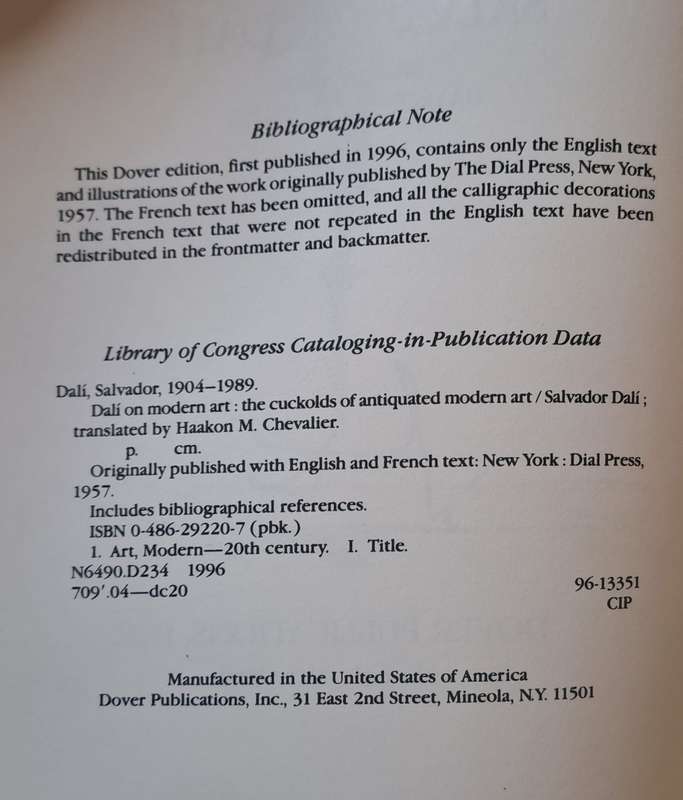 Bibliographical Note
This Dover edition, first published in 1996, contains only the English text
and illustrations of the work originally published by The Dial Press, New York,
1957. The French text has been omitted, and all the calligraphic decorations
in the French text that were not repeated in the English text have been
redistributed in the frontmatter and backmatter.
Library of Congress Cataloging-in-Publication Data
Dalí, Salvador, 1904–1989.
Dalí on modern art : the cuckolds of antiquated modern art / Salvador Dalí ;
translated by Haakon M. Chevalier.
p. cm.
Originally published with English and French text: New York : Dial Press,
1957.
Includes bibliographical references.
ISBN 0-486-29220-7 (pbk.)
1. Art, Modern—20th century. I. Title.
N6490.D234 1996
709′.04—dc20
96-13351
CIP
Manufactured in the United States of America
Dover Publications, Inc., 31 East 2nd Street, Mineola, N.Y. 11501